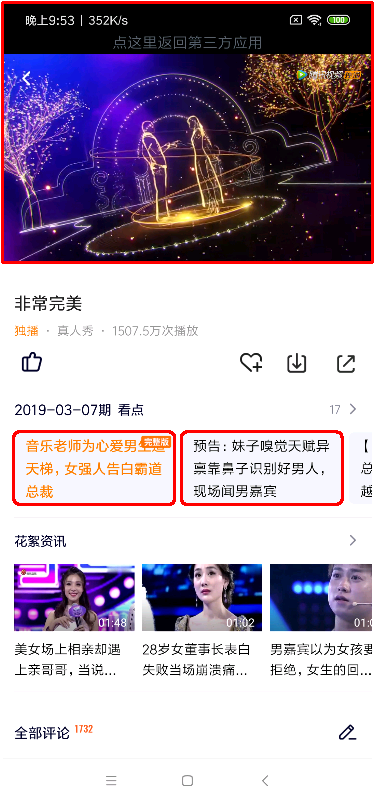 晚上9:53 | 352K/s
100
点这里返回第三方应用
腾讯视频
非常完美
独播 · 真人秀 · 1507.5万次播放
2019-03-07期 看点
17
音乐老师为心爱男生造
完整版
天梯，女强人告白霸道
总裁
预告：妹子嗅觉天赋异
禀靠鼻子识别好男人，
现场闻男嘉宾
【
总
越
花絮资讯
01:48
01:02
01:0
美女场上相亲却遇
上亲哥哥，当说...
28岁女董事长表白
失败当场崩溃痛...
男嘉宾以为女孩要
拒绝，女生的回...
全部评论 1732